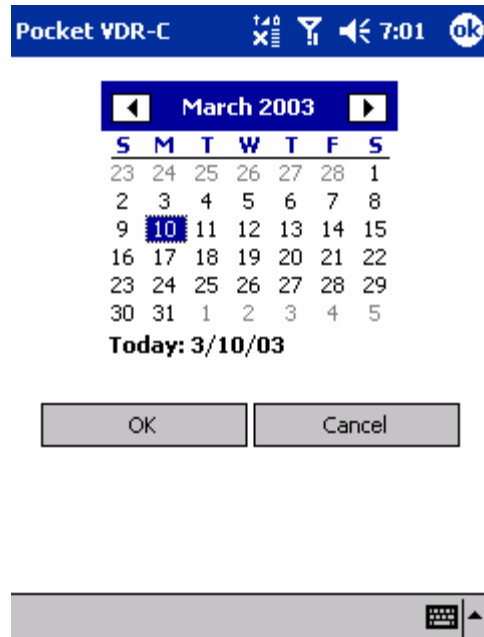 Pocket VDR-C 7:01 ok
March 2003
S M T W T F S
23 24 25 26 27 28 1
2 3 4 5 6 7 8
9 10 11 12 13 14 15
16 17 18 19 20 21 22
23 24 25 26 27 28 29
30 31 1 2 3 4 5
Today: 3/10/03
OK Cancel